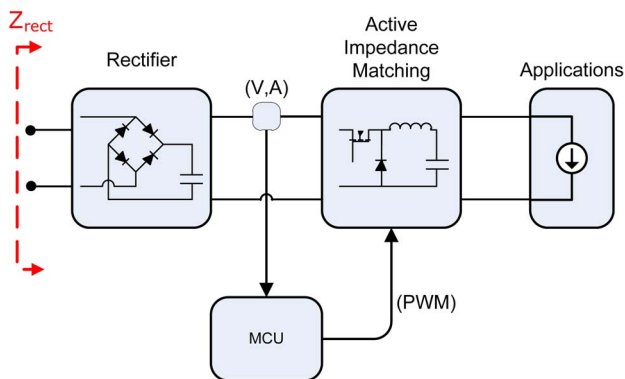 Zrect
Rectifier
(V,A)
Active
Impedance
Matching
Applications
(PWM)
MCU